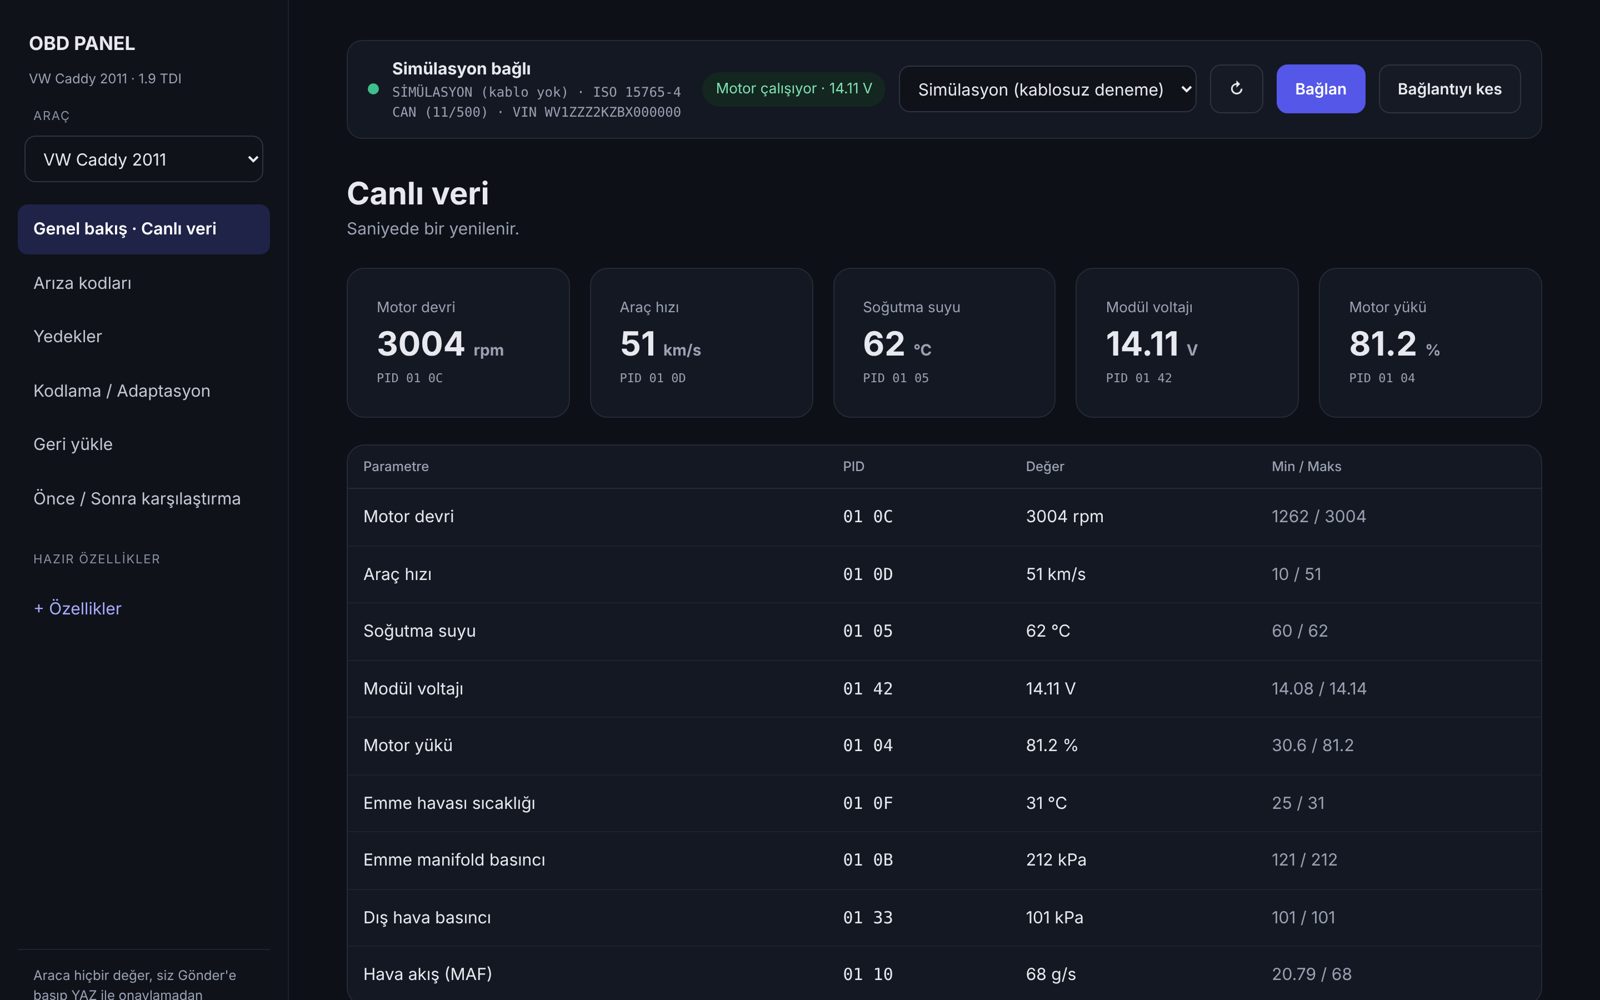 OBD PANEL
VW Caddy 2011 · 1.9 TDI
ARAÇ
VW Caddy 2011
Genel bakış · Canlı veri
Arıza kodları
Yedekler
Kodlama / Adaptasyon
Geri yükle
Önce / Sonra karşılaştırma
HAZIR ÖZELLİKLER
+ Özellikler
Araca hiçbir değer, siz Gönder'e
basıp YAZ ile onaylamadan
Simülasyon bağlı
SİMÜLASYON (kablo yok) · ISO 15765-4
CAN (11/500) · VIN WV1ZZZ2KZBX000000
Motor çalışıyor · 14.11 V
Simülasyon (kablosuz deneme)
↻
Bağlan
Bağlantıyı kes
Canlı veri
Saniyede bir yenilenir.
Motor devri
3004 rpm
PID 01 0C
Araç hızı
51 km/s
PID 01 0D
Soğutma suyu
62 °C
PID 01 05
Modül voltajı
14.11 V
PID 01 42
Motor yükü
81.2 %
PID 01 04
Parametre PID Değer Min / Maks
Motor devri 01 0C 3004 rpm 1262 / 3004
Araç hızı 01 0D 51 km/s 10 / 51
Soğutma suyu 01 05 62 °C 60 / 62
Modül voltajı 01 42 14.11 V 14.08 / 14.14
Motor yükü 01 04 81.2 % 30.6 / 81.2
Emme havası sıcaklığı 01 0F 31 °C 25 / 31
Emme manifold basıncı 01 0B 212 kPa 121 / 212
Dış hava basıncı 01 33 101 kPa 101 / 101
Hava akış (MAF) 01 10 68 g/s 20.79 / 68